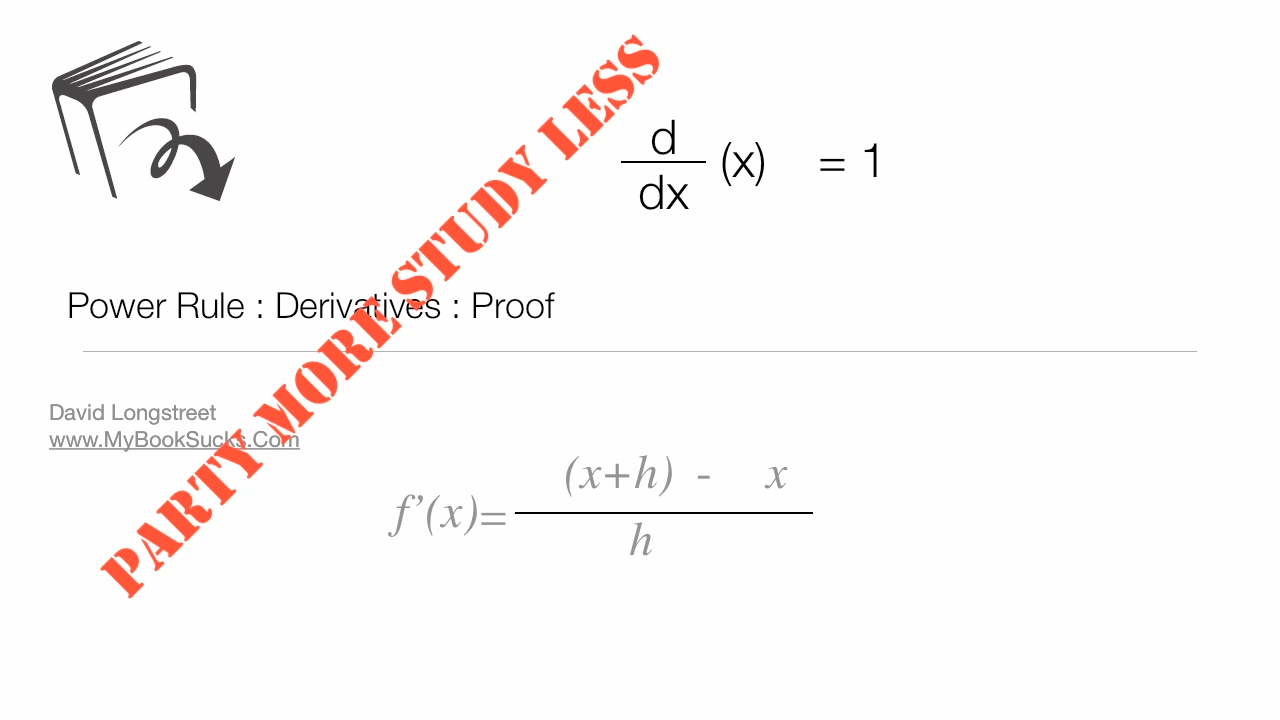 d
dx (x) = 1
Power Rule : Derivatives : Proof
David Longstreet
www.MyBookSucks.Com
PARTY MORE STUDY LESS
(x+h) - x
f’(x)=
h